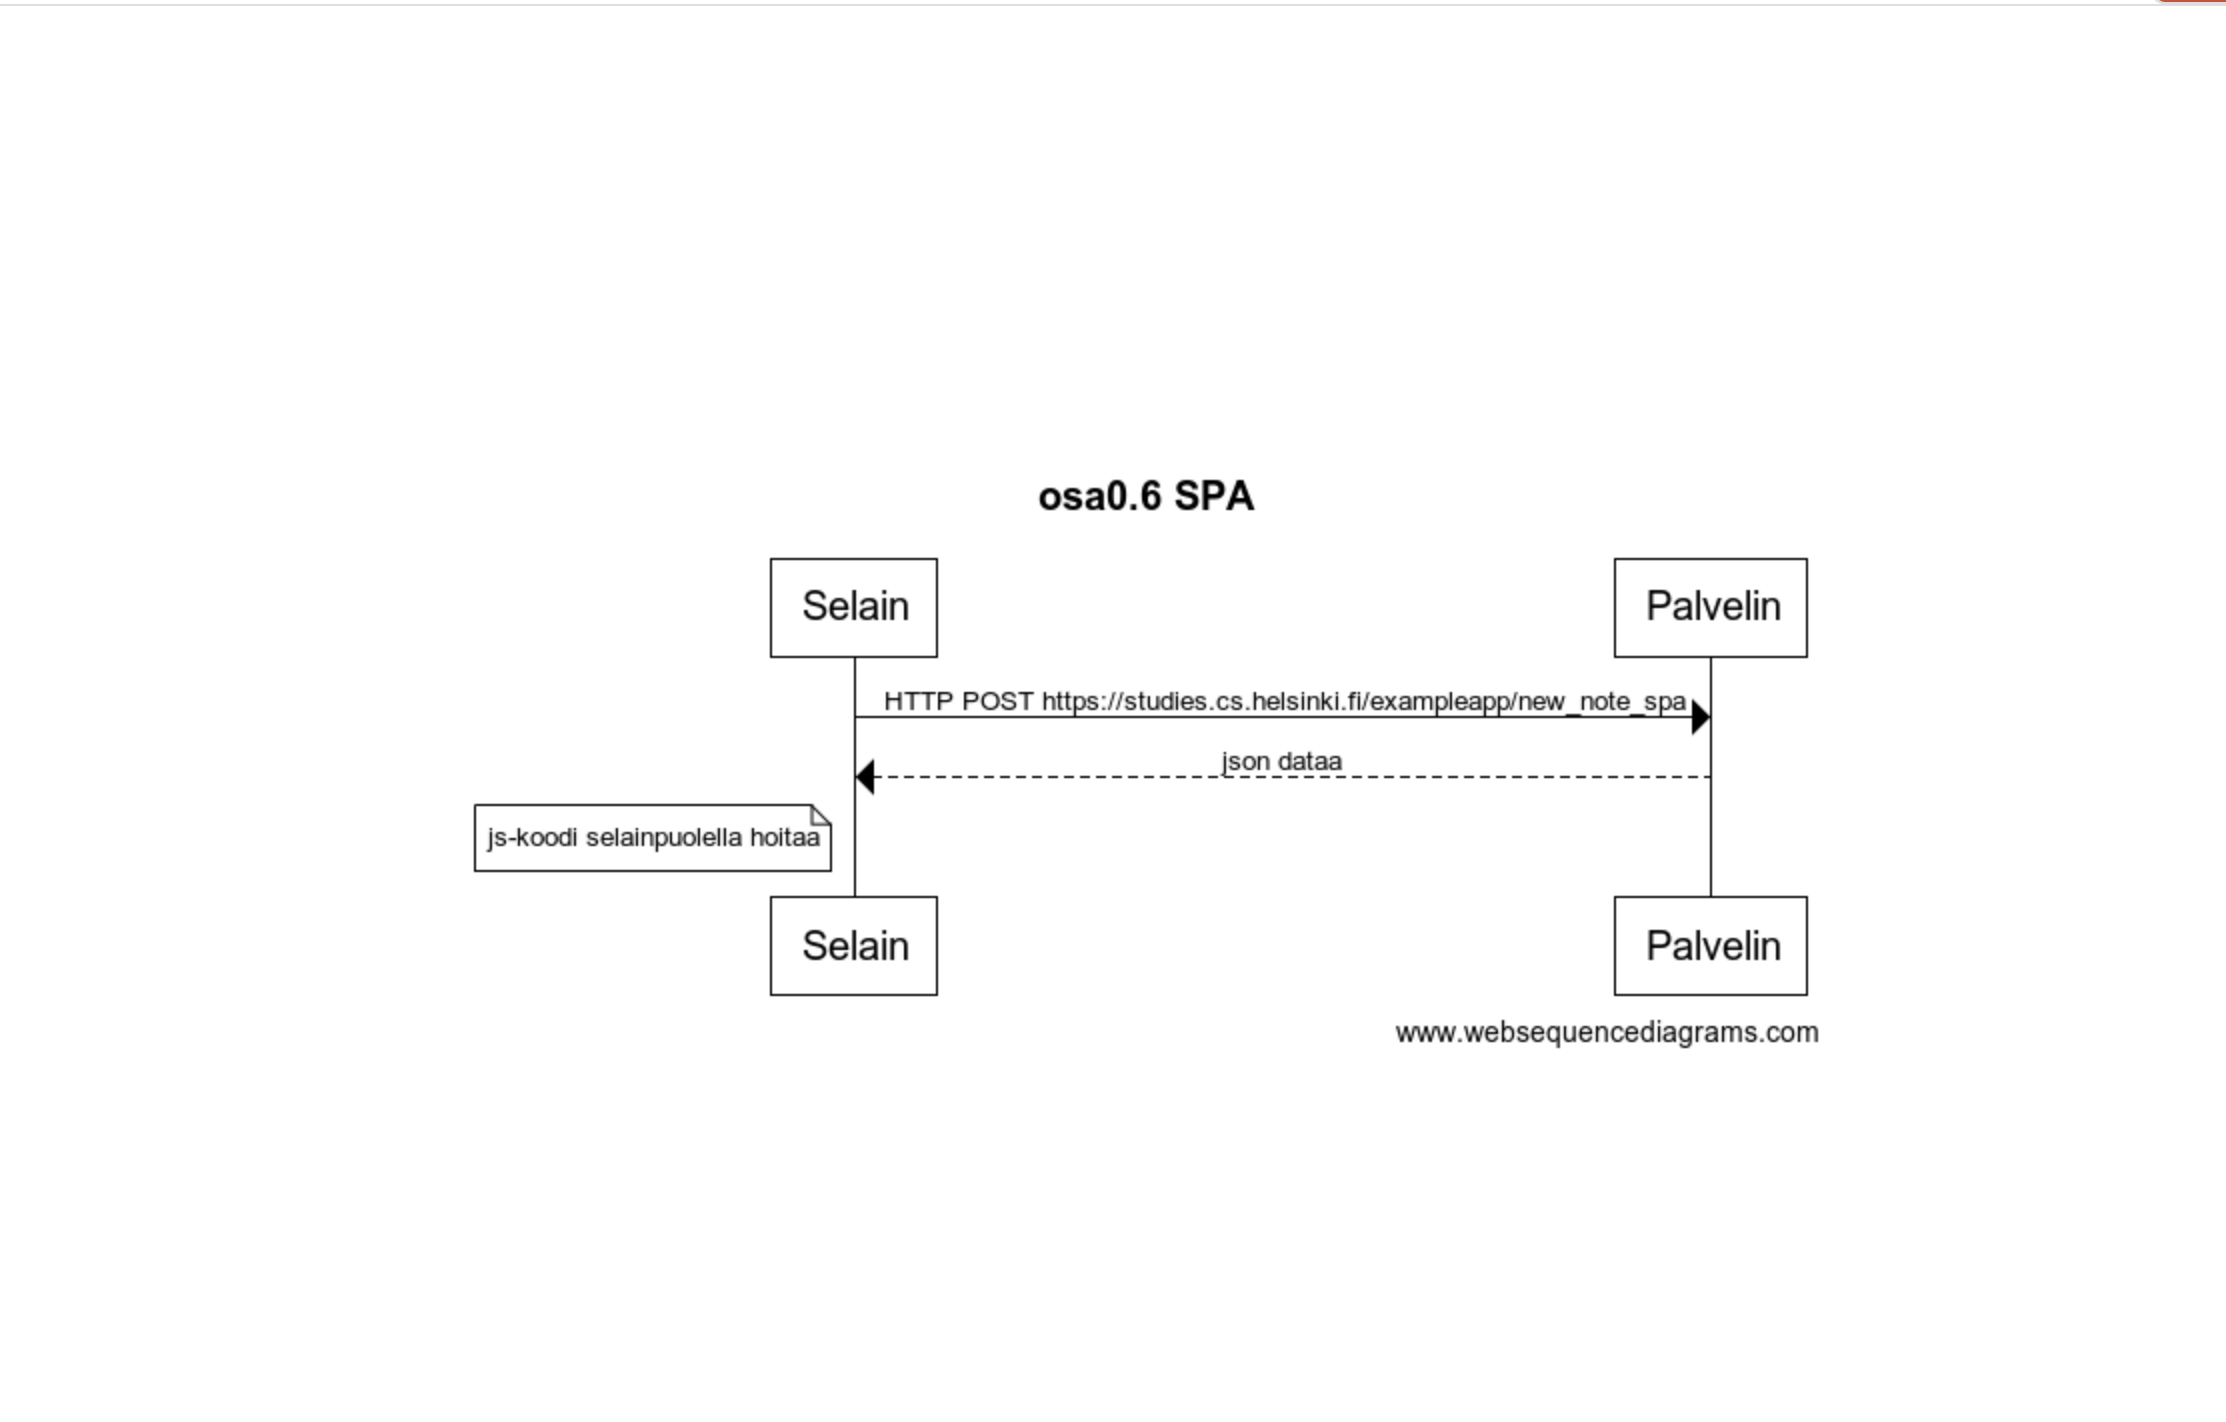 osa0.6 SPA
Selain
Palvelin
HTTP POST https://studies.cs.helsinki.fi/exampleapp/new_note_spa
json dataa
js-koodi selainpuolella hoitaa
Selain
Palvelin
www.websequencediagrams.com